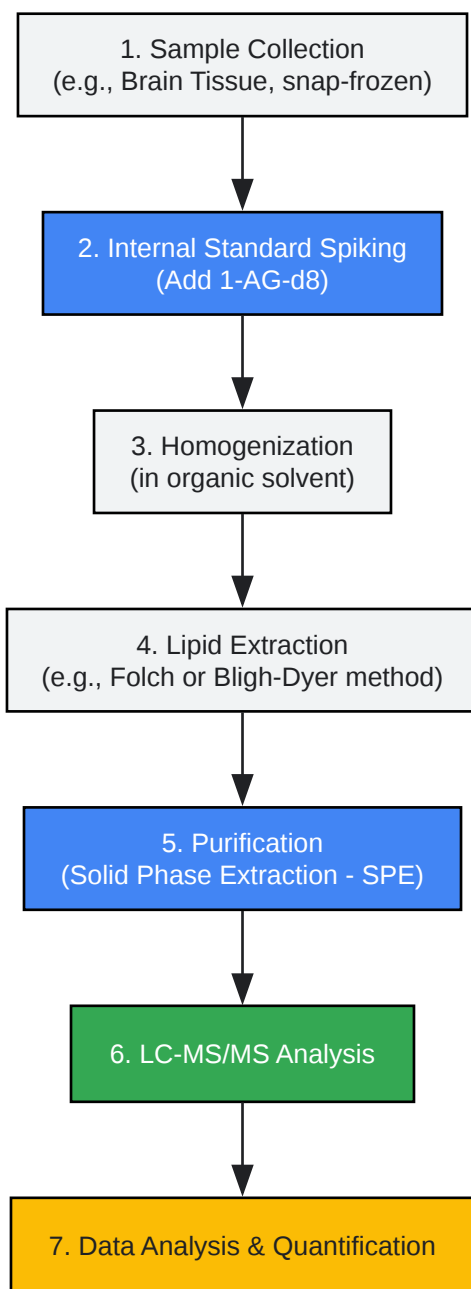 1. Sample Collection
(e.g., Brain Tissue, snap-frozen)
2. Internal Standard Spiking
(Add 1-AG-d8)
3. Homogenization
(in organic solvent)
4. Lipid Extraction
(e.g., Folch or Bligh-Dyer method)
5. Purification
(Solid Phase Extraction - SPE)
6. LC-MS/MS Analysis
7. Data Analysis & Quantification